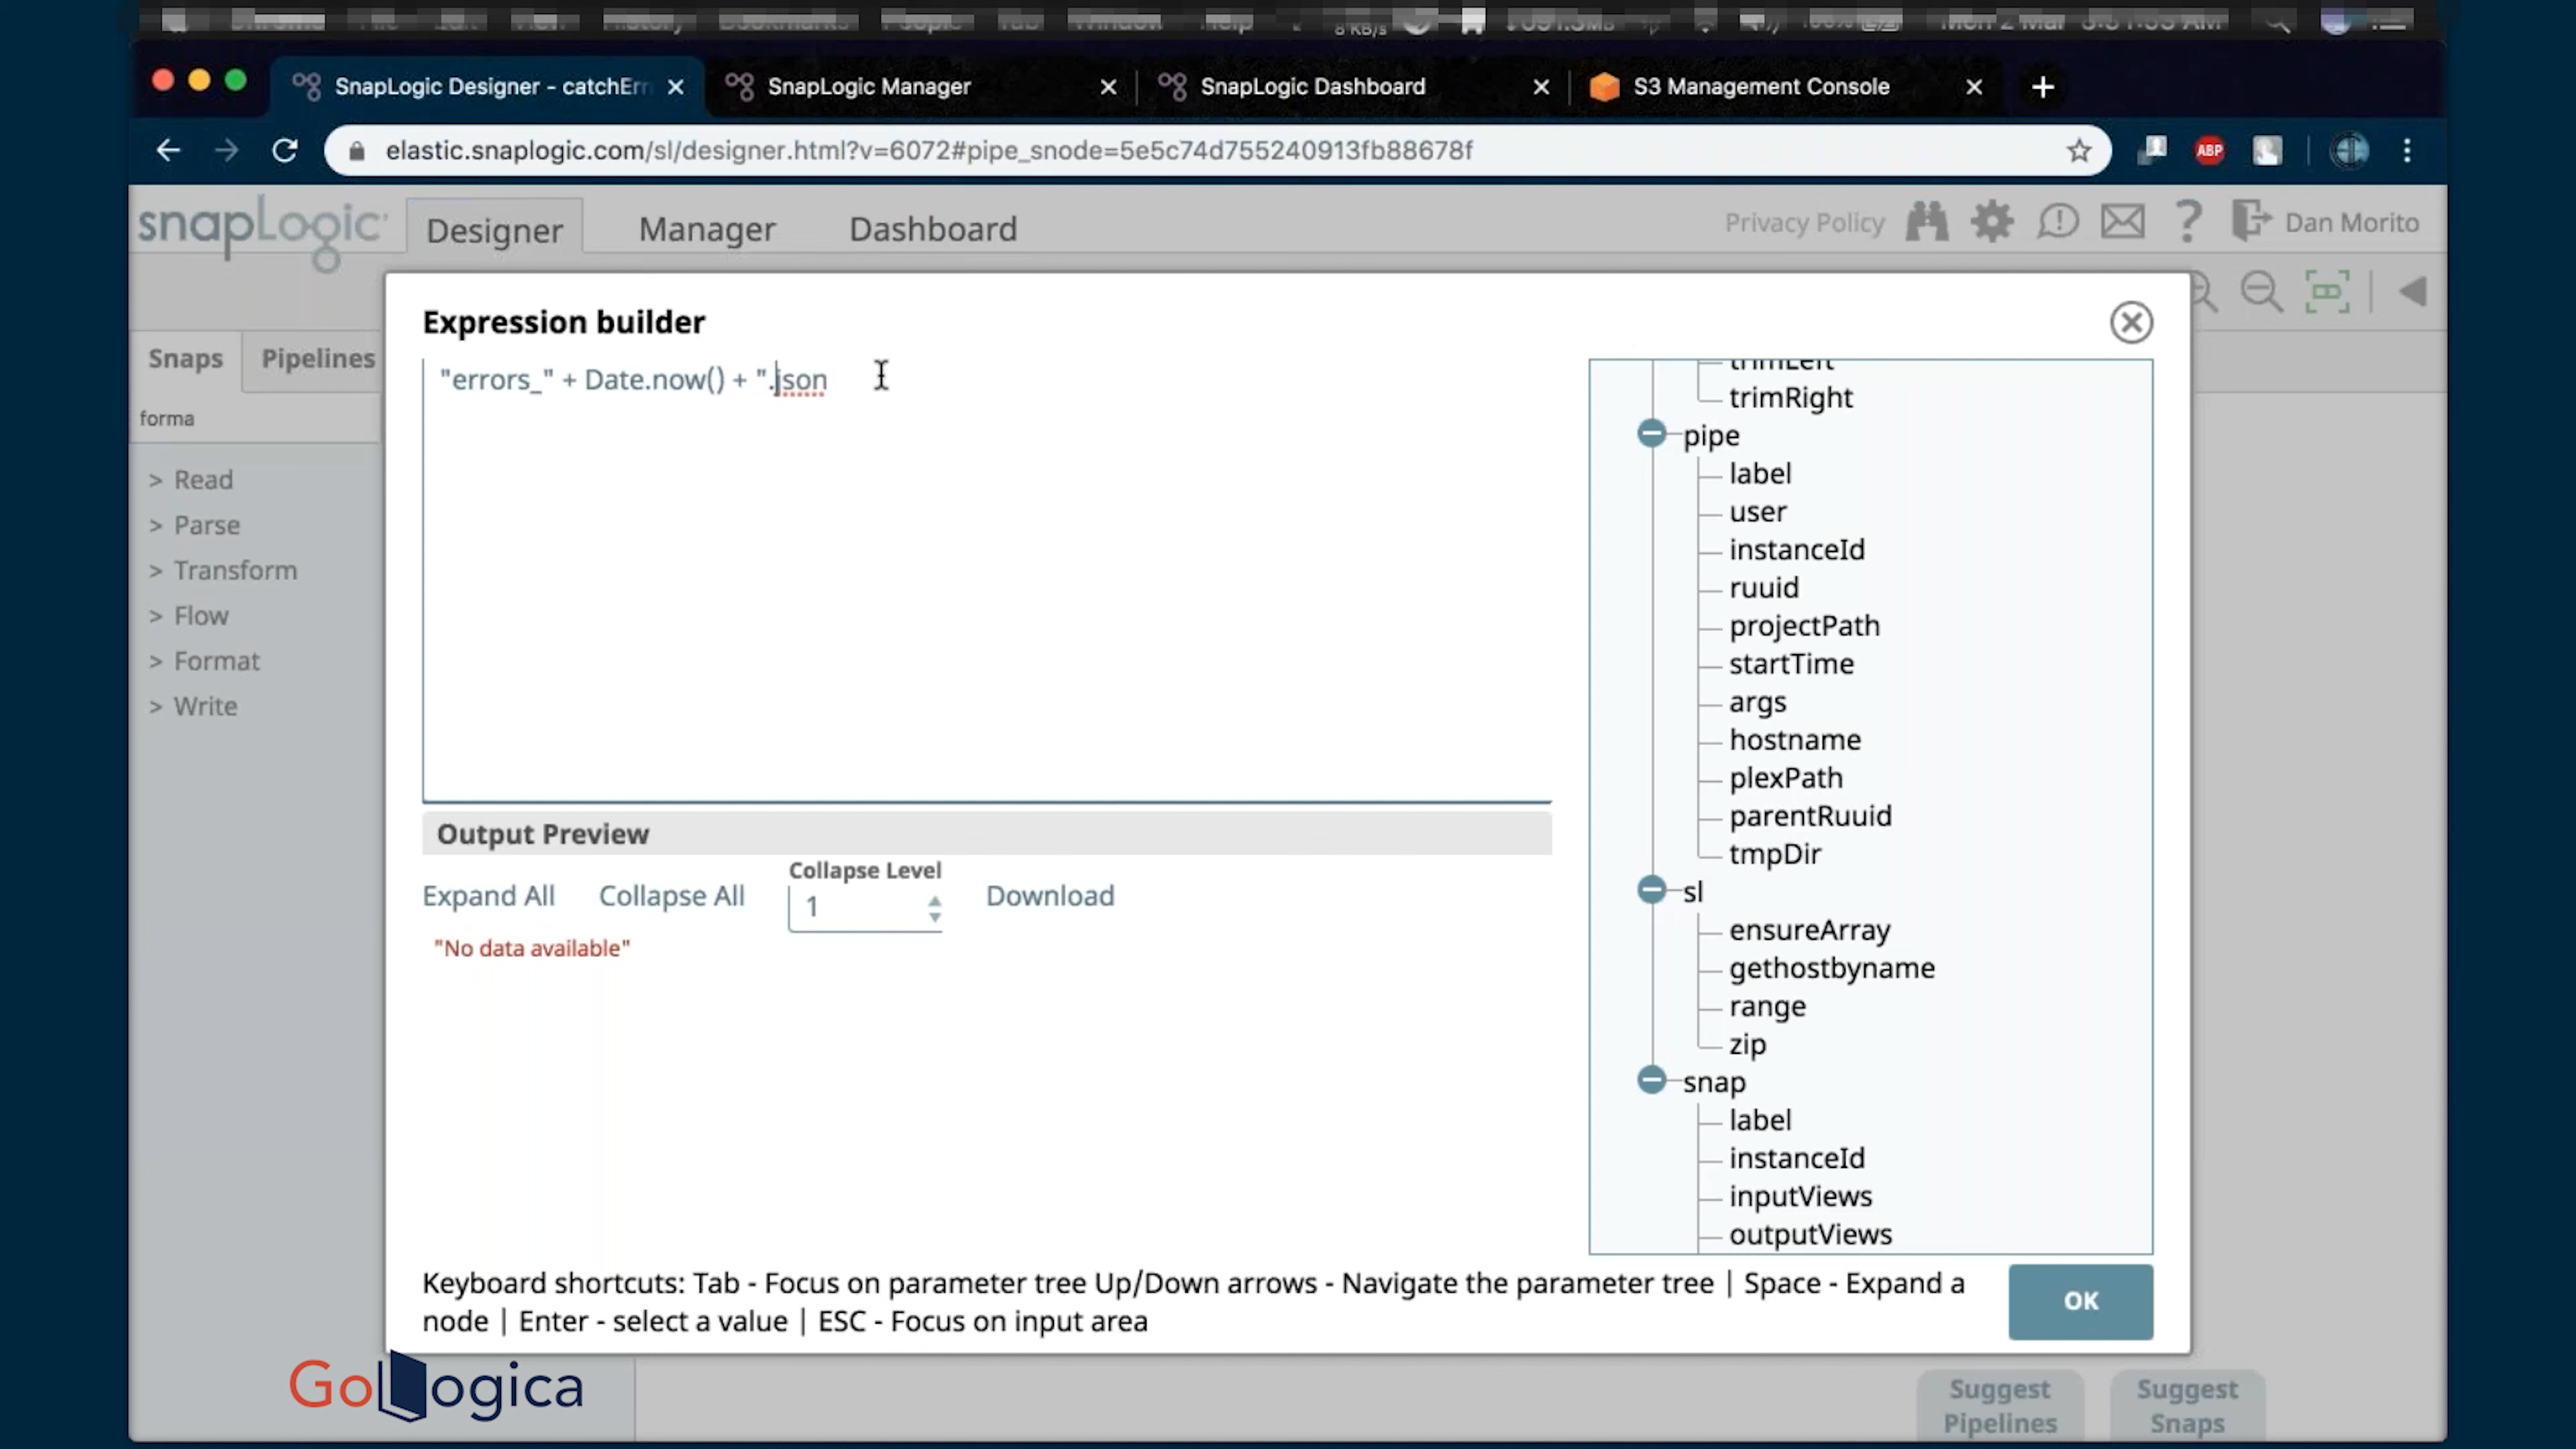 8 KB/s
SnapLogic Designer - catchErr
SnapLogic Manager
SnapLogic Dashboard
S3 Management Console
elastic.snaplogic.com/sl/designer.html?v=6072#pipe_snode=5e5c74d755240913fb88678f
ABP
snapLogic
Designer
Manager
Dashboard
Privacy Policy
Dan Morito
Snaps
Pipelines
forma
> Read
> Parse
> Transform
> Flow
> Format
> Write
Expression builder
"errors_" + Date.now() + ".json
Output Preview
Expand All
Collapse All
Collapse Level
1
Download
"No data available"
trimLeft
trimRight
pipe
label
user
instanceId
ruuid
projectPath
startTime
args
hostname
plexPath
parentRuuid
tmpDir
sl
ensureArray
gethostbyname
range
zip
snap
label
instanceId
inputViews
outputViews
Keyboard shortcuts: Tab - Focus on parameter tree Up/Down arrows - Navigate the parameter tree | Space - Expand a
node | Enter - select a value | ESC - Focus on input area
OK
GoLogica
Suggest
Pipelines
Suggest
Snaps